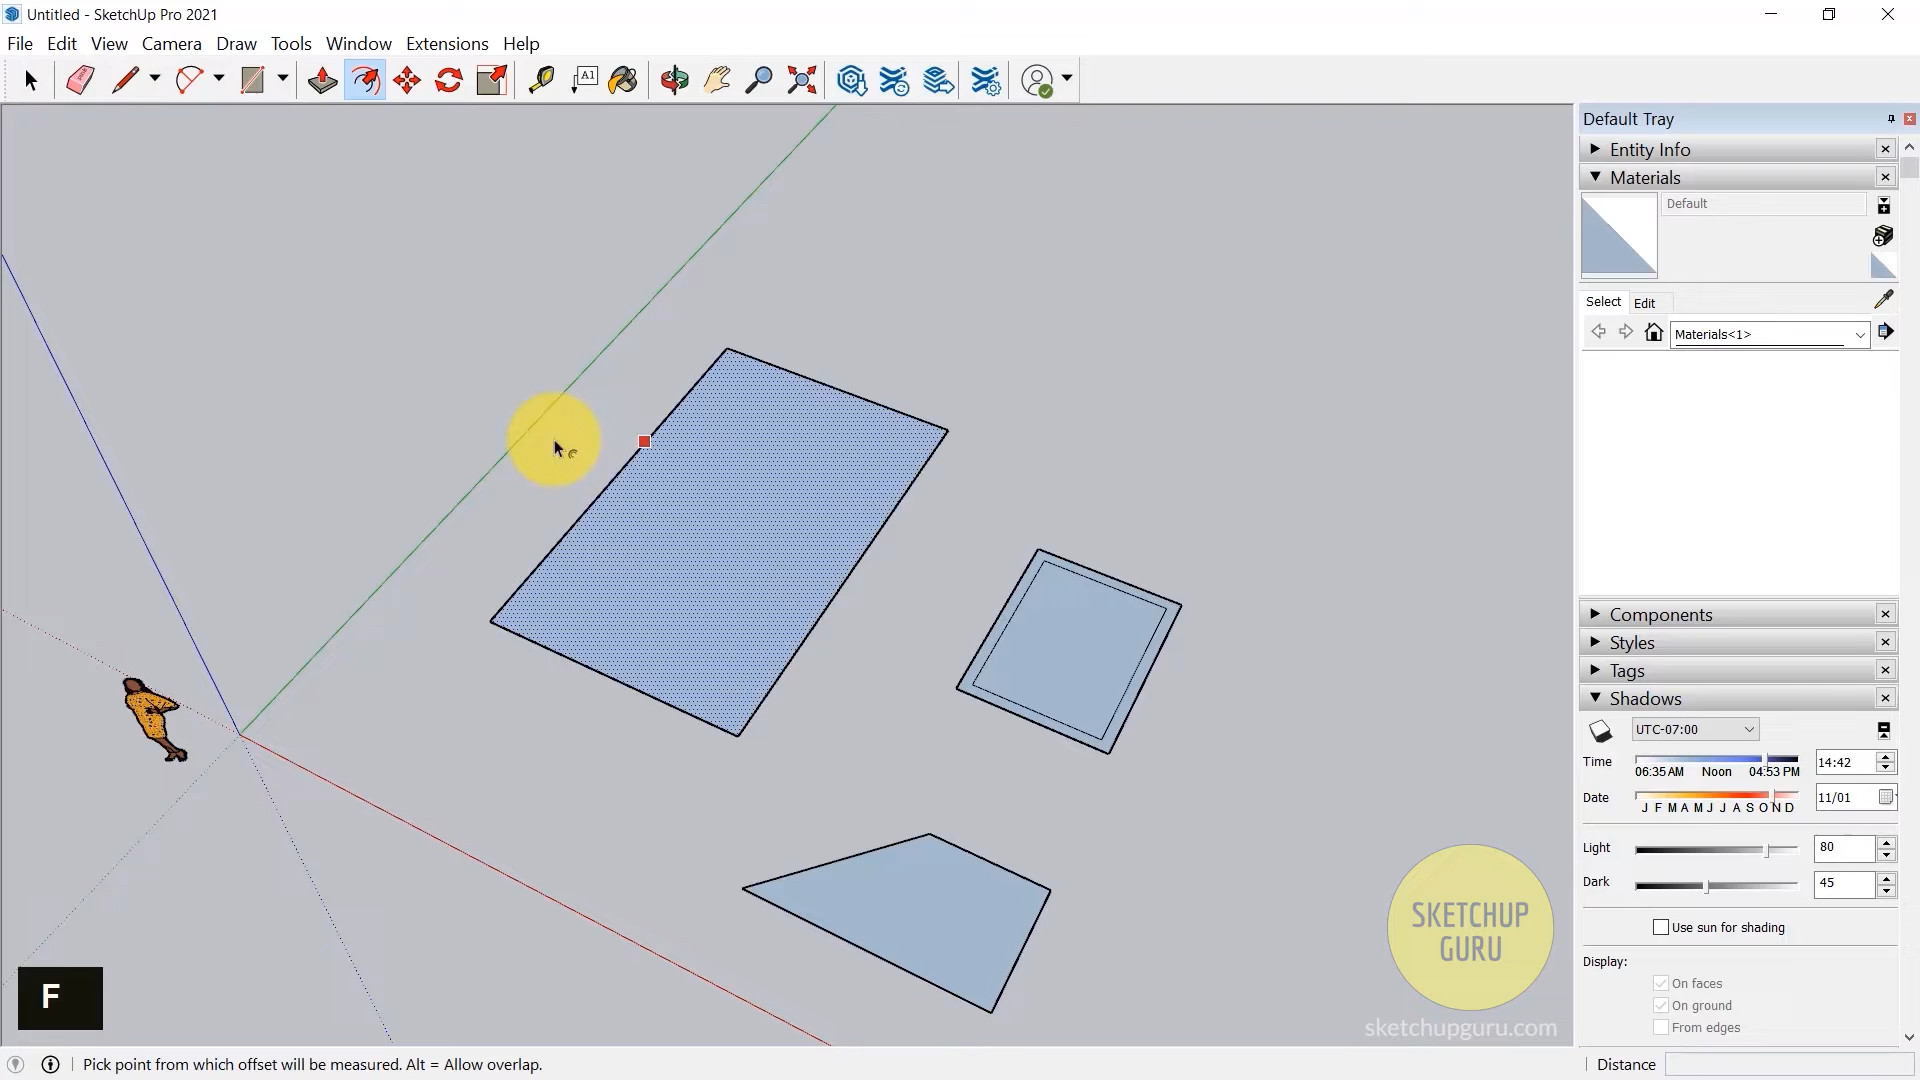 Untitled - SketchUp Pro 2021
File Edit View Camera Draw Tools Window Extensions Help
A1
Default Tray
Entity Info
Materials
Default
Select Edit
Materials<1>
Components
Styles
Tags
Shadows
UTC-07:00
Time 06:35 AM Noon 04:53 PM 14:42
Date J F M A M J J A S O N D 11/01
Light 80
Dark 45
Use sun for shading
Display:
On faces
On ground
From edges
SKETCHUP
GURU
sketchupguru.com
F
Pick point from which offset will be measured. Alt = Allow overlap.
Distance